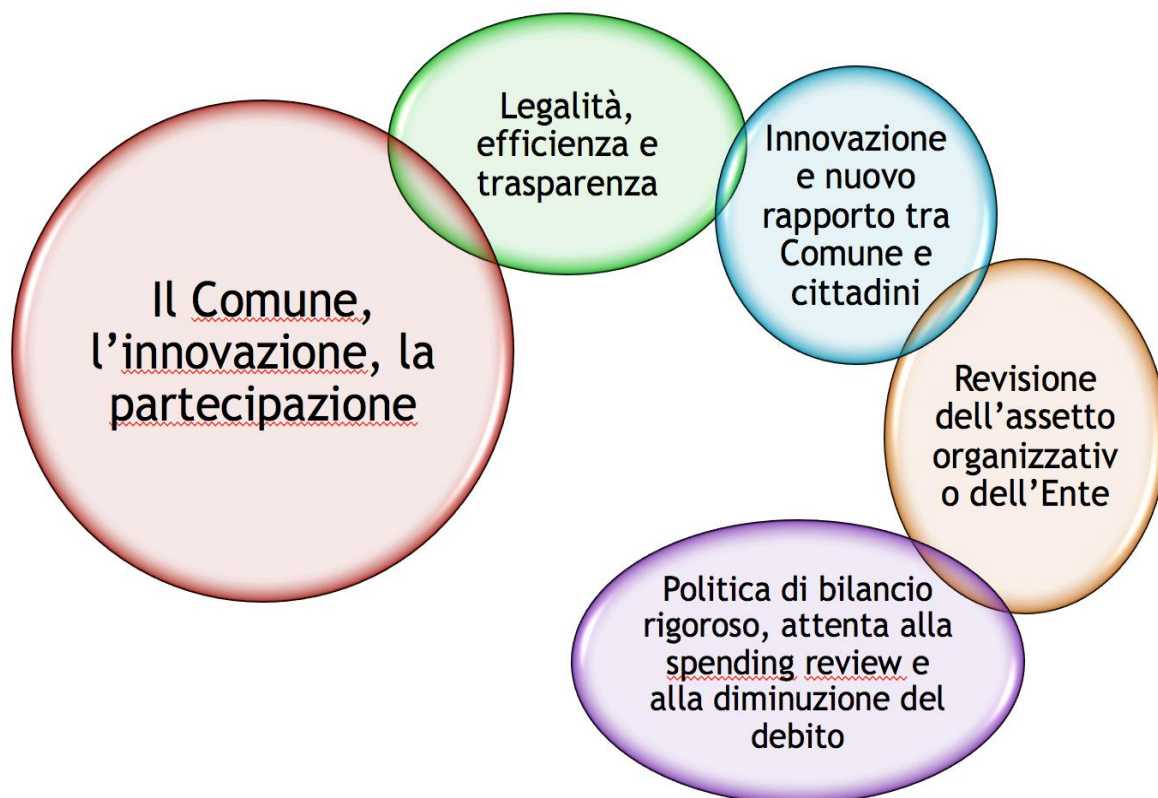 Il Comune,
l’innovazione, la
partecipazione
Legalità,
efficienza e
trasparenza
Innovazione
e nuovo
rapporto tra
Comune e
cittadini
Revisione
dell’assetto
organizzativ
o dell’Ente
Politica di bilancio
rigoroso, attenta alla
spending review e
alla diminuzione del
debito